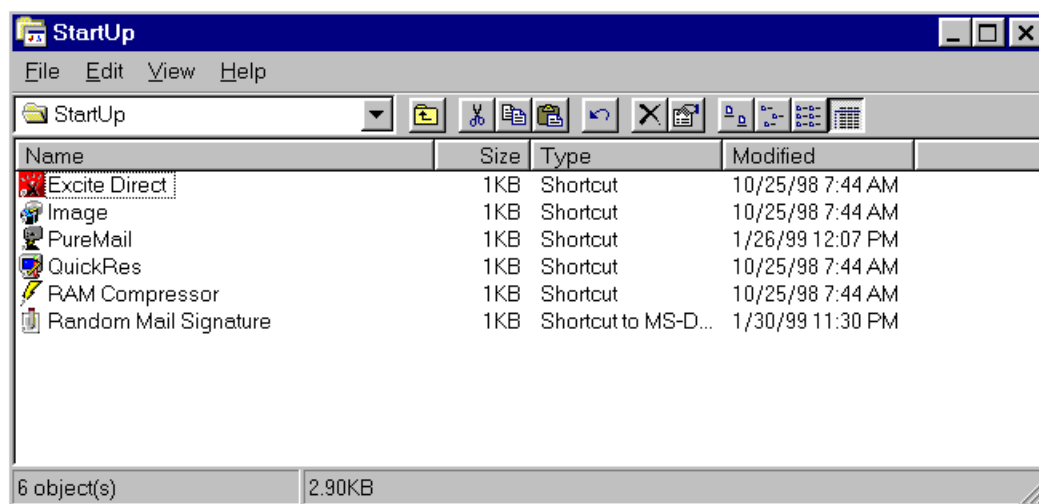 StartUp
File Edit View Help
StartUp
Name Size Type Modified
Excite Direct 1KB Shortcut 10/25/98 7:44 AM
Image 1KB Shortcut 10/25/98 7:44 AM
PureMail 1KB Shortcut 1/26/99 12:07 PM
QuickRes 1KB Shortcut 10/25/98 7:44 AM
RAM Compressor 1KB Shortcut 10/25/98 7:44 AM
Random Mail Signature 1KB Shortcut to MS-D... 1/30/99 11:30 PM
6 object(s) 2.90KB